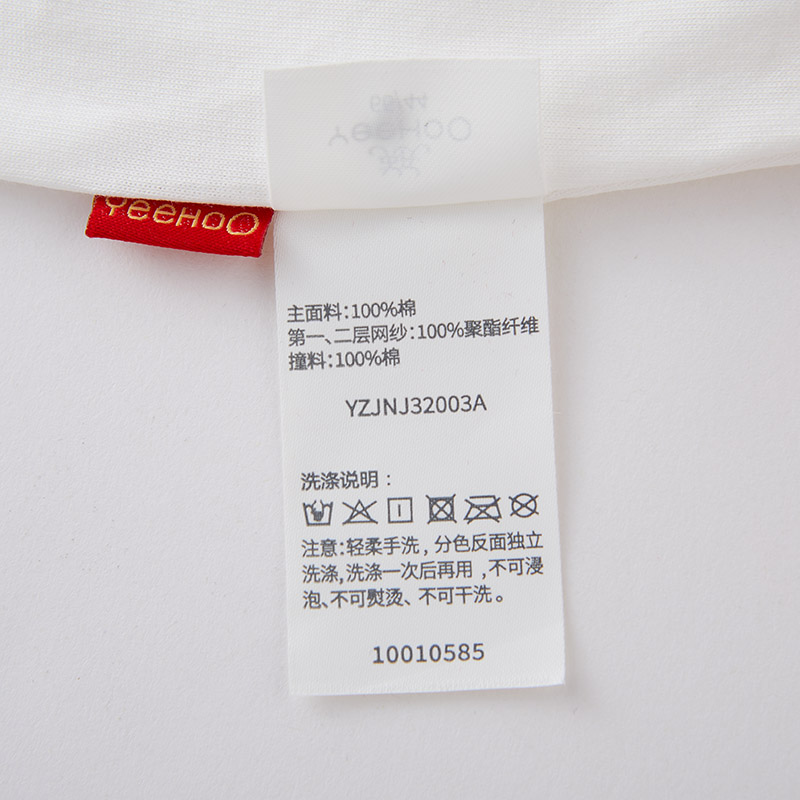 66/44
YeeHoO
YeeHoO
主面料:100%棉
第一、二层网纱:100%聚酯纤维
撞料:100%棉
YZJNJ32003A
洗涤说明：
注意:轻柔手洗，分色反面独立
洗涤,洗涤一次后再用,不可浸
泡、不可熨烫、不可干洗。
10010585